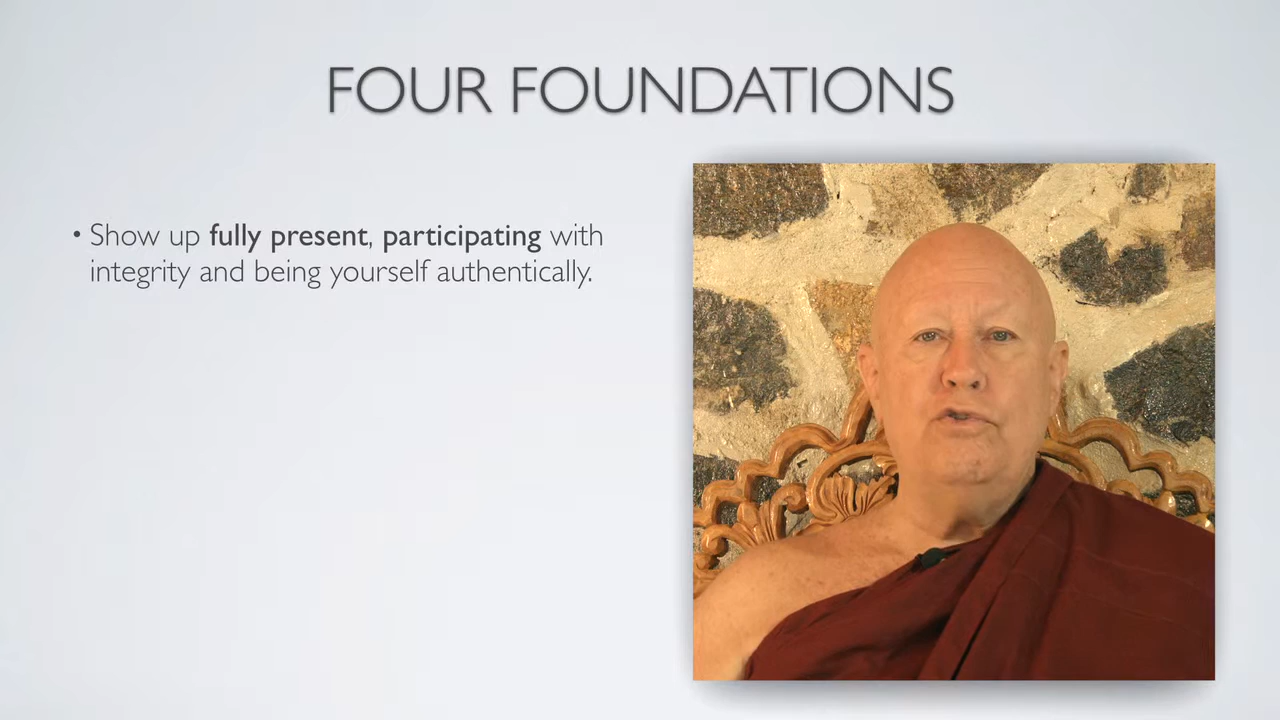 FOUR FOUNDATIONS
• Show up fully present, participating with
integrity and being yourself authentically.